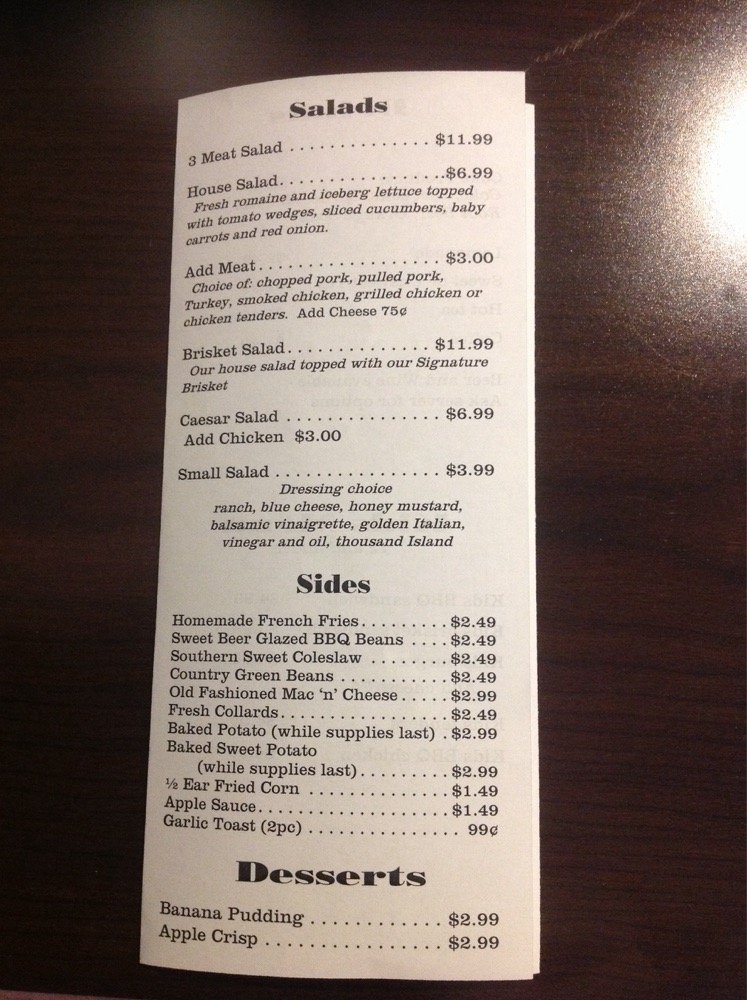 Salads
3 Meat Salad . . . . . . . . . . . . . . $11.99
House Salad. . . . . . . . . . . . . . . ..$6.99
Fresh romaine and iceberg lettuce topped
with tomato wedges, sliced cucumbers, baby
carrots and red onion.
Add Meat . . . . . . . . . . . . . . . . . . $3.00
Choice of: chopped pork, pulled pork,
Turkey, smoked chicken, grilled chicken or
chicken tenders. Add Cheese 75¢
Brisket Salad. . . . . . . . . . . . . . $11.99
Our house salad topped with our Signature
Brisket
Caesar Salad . . . . . . . . . . . . . . . $6.99
Add Chicken $3.00
Small Salad . . . . . . . . . . . . . . . . $3.99
Dressing choice
ranch, blue cheese, honey mustard,
balsamic vinaigrette, golden Italian,
vinegar and oil, thousand Island
Sides
Homemade French Fries . . . . . . . . . $2.49
Sweet Beer Glazed BBQ Beans . . . . $2.49
Southern Sweet Coleslaw . . . . . . . . $2.49
Country Green Beans . . . . . . . . . . . $2.49
Old Fashioned Mac 'n' Cheese . . . . . $2.99
Fresh Collards. . . . . . . . . . . . . . . . . $2.49
Baked Potato (while supplies last) . $2.99
Baked Sweet Potato
(while supplies last) . . . . . . . . . $2.99
½ Ear Fried Corn . . . . . . . . . . . . . . $1.49
Apple Sauce. . . . . . . . . . . . . . . . . . . $1.49
Garlic Toast (2pc) . . . . . . . . . . . . . . . 99¢
Desserts
Banana Pudding . . . . . . . . . . . . $2.99
Apple Crisp . . . . . . . . . . . . . . . . $2.99